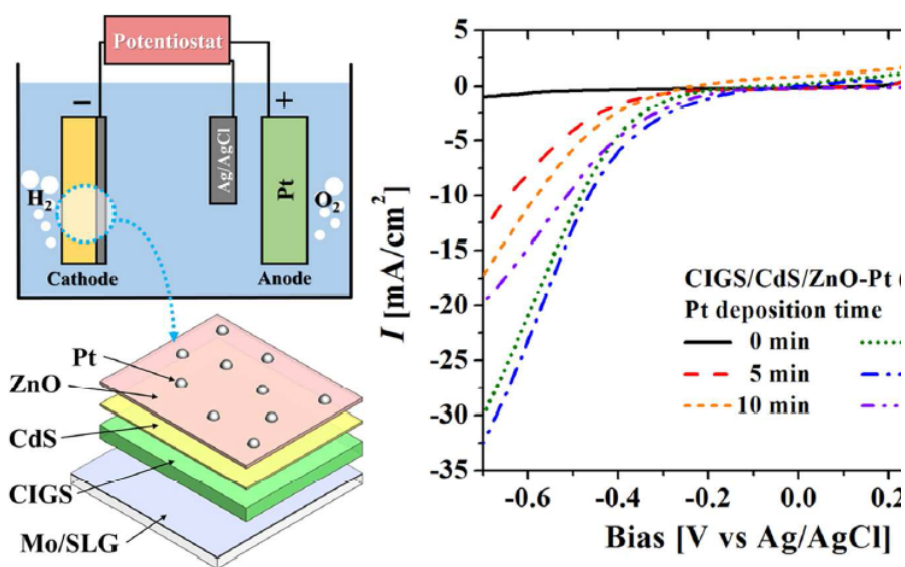 Potentiostat
−
+
Ag/AgCl
Pt
H2
O2
Cathode
Anode
Pt
ZnO
CdS
CIGS
Mo/SLG
5
0
-5
-10
-15
-20
-25
-30
-35
I [mA/cm2]
CIGS/CdS/ZnO-Pt (
Pt deposition time
0 min
5 min
10 min
-0.6
-0.4
-0.2
0.0
0.2
Bias [V vs Ag/AgCl]